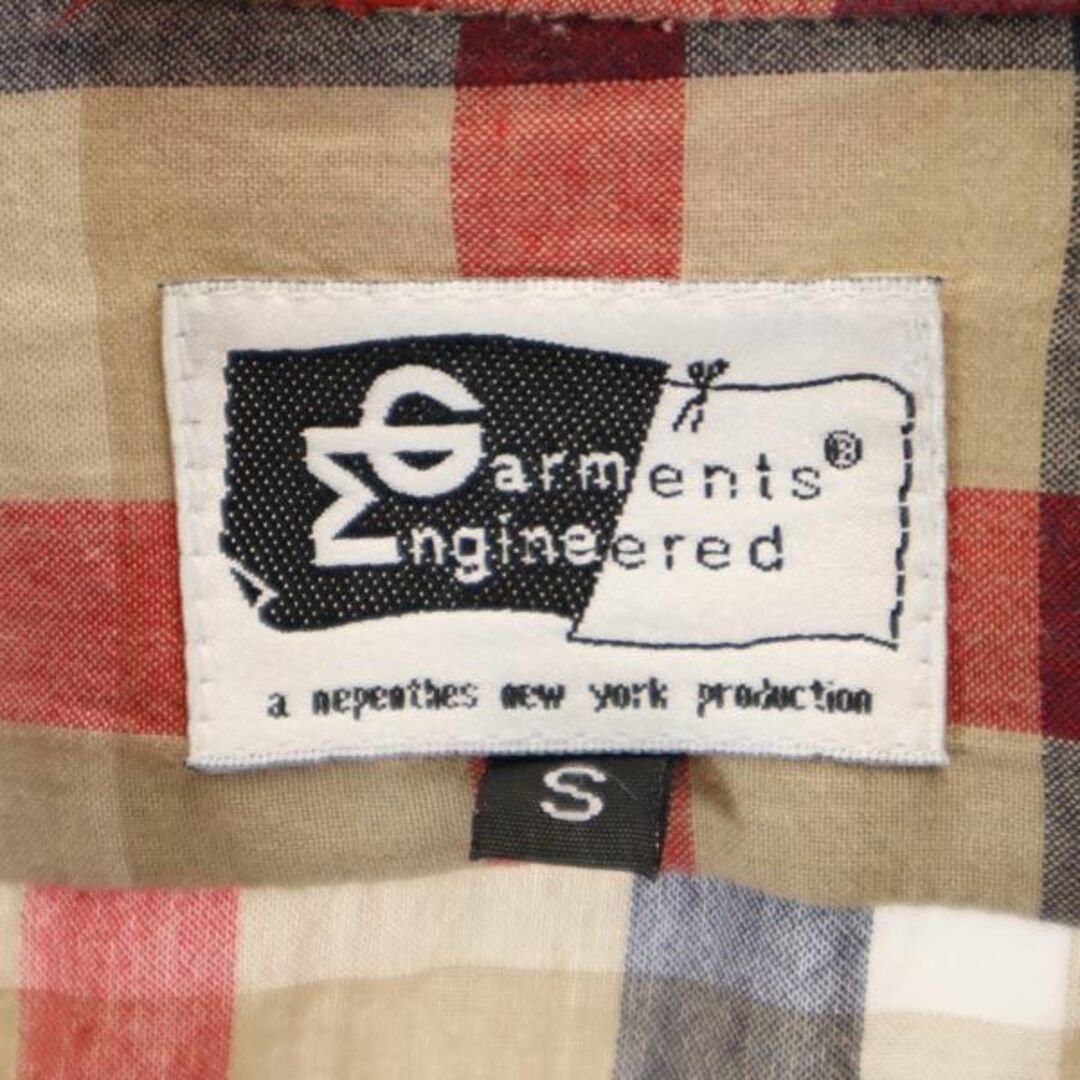 Garments®
Engineered
a nepenthes new york production
S